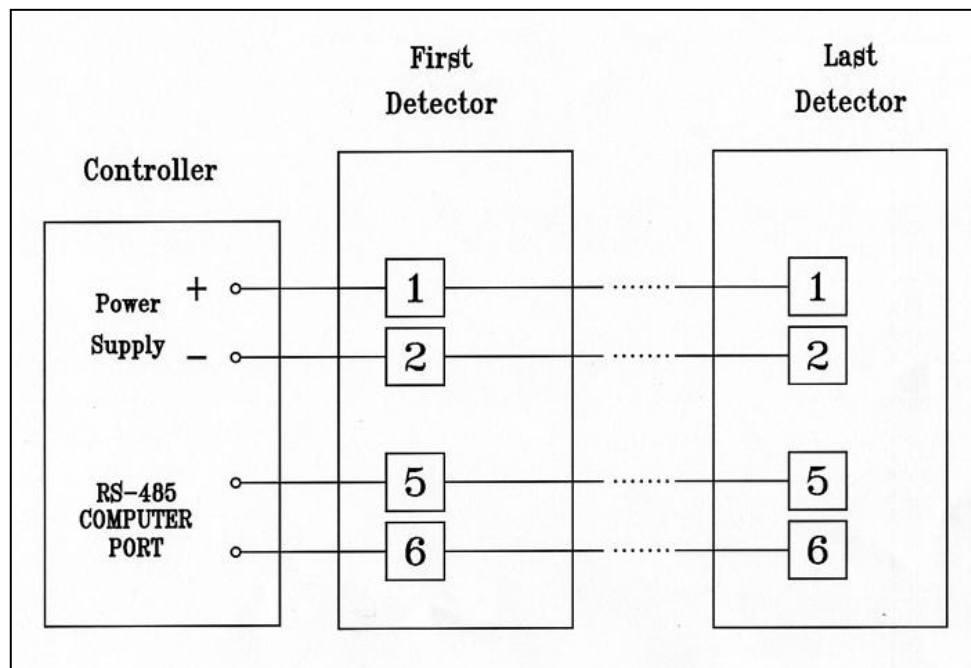 First
Detector
Last
Detector
Controller
Power
Supply
+
-
RS-485
COMPUTER
PORT
1
2
5
6
1
2
5
6